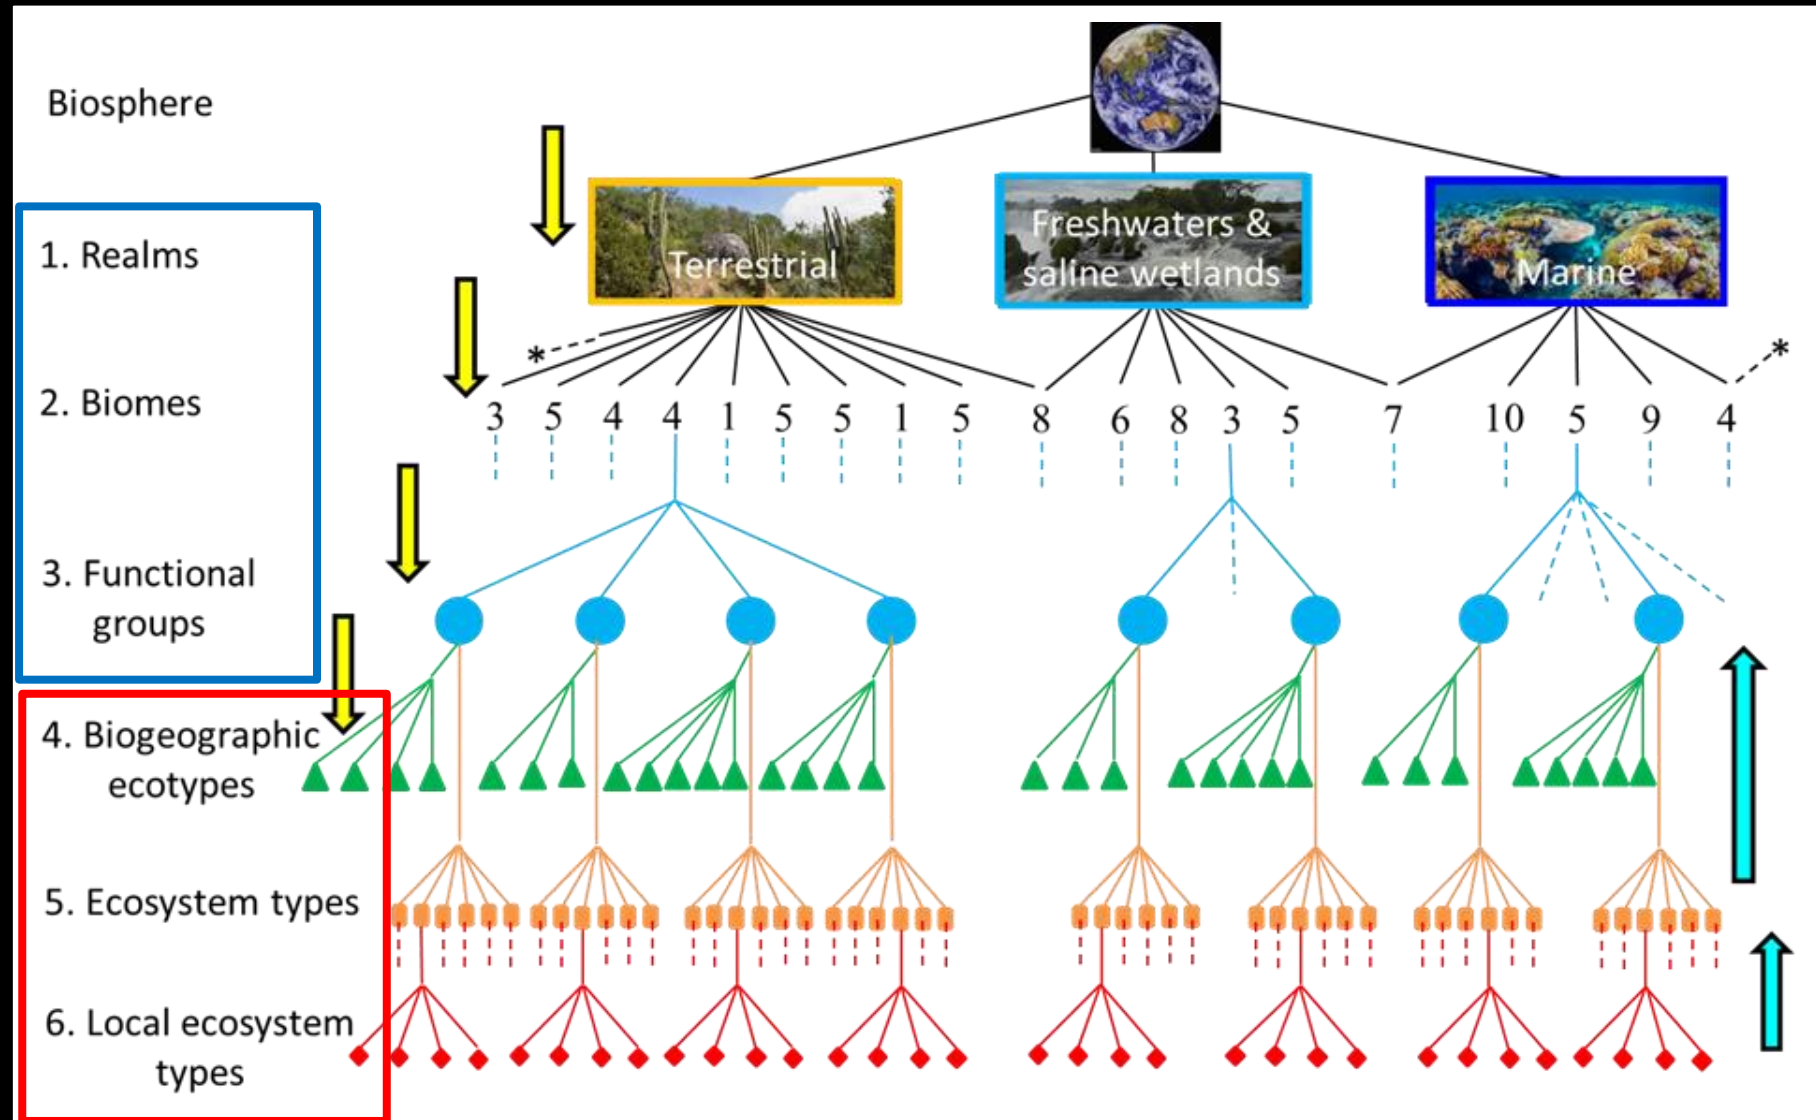 Biosphere
Freshwaters &
saline wetlands
Terrestrial
Marine
1. Realms
*
*
2. Biomes
3 5 4 4 1 5 5 1 5 8 6 8 3 5 7 10 5 9 4
3. Functional
groups
4. Biogeographic
ecotypes
5. Ecosystem types
6. Local ecosystem
types